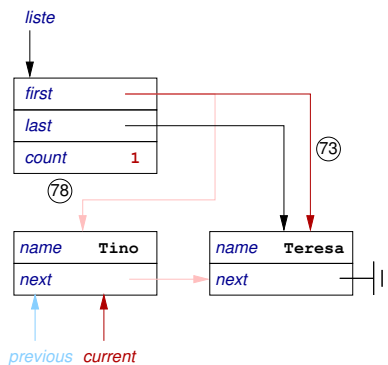 liste
first
last
count 1
73
78
name Tino
next
name Teresa
next
previous current